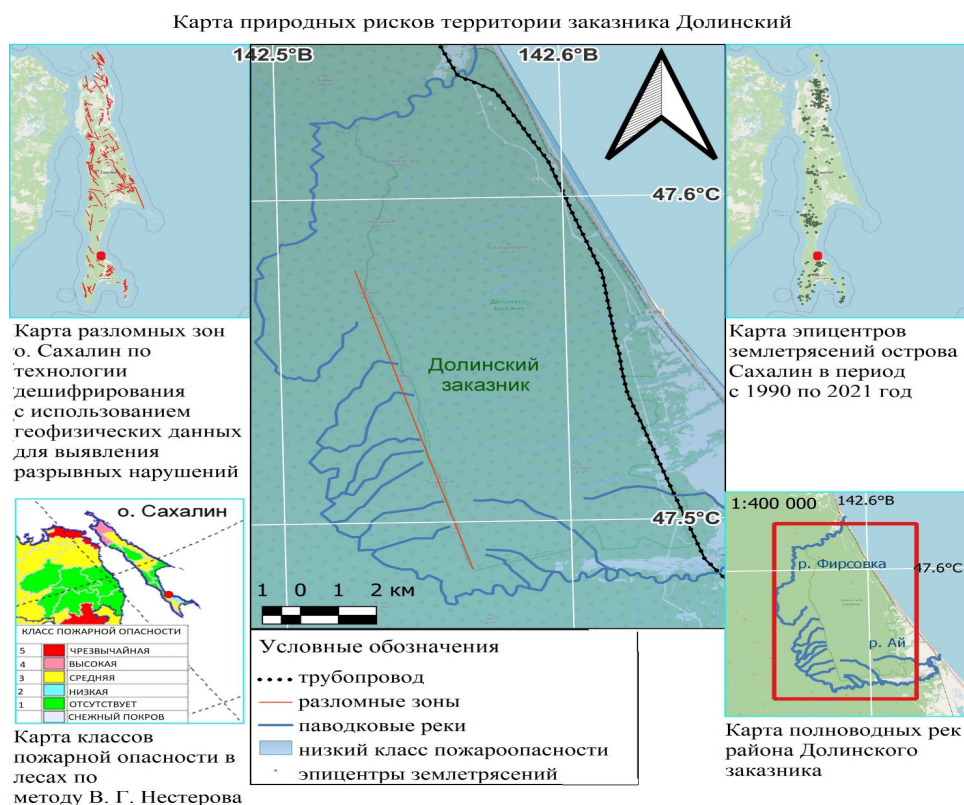 Карта природных рисков территории заказника Долинский
142.5°В
142.6°В
47.6°С
47.5°С
Долинский
заказник
1 0 1 2 км
Карта разломных зон
о. Сахалин по
технологии
дешифрирования
с использованием
геофизических данных
для выявления
разрывных нарушений
Карта эпицентров
землетрясений острова
Сахалин в период
с 1990 по 2021 год
о. Сахалин
КЛАСС ПОЖАРНОЙ ОПАСНОСТИ
5 ЧРЕЗВЫЧАЙНАЯ
4 ВЫСОКАЯ
3 СРЕДНЯЯ
2 НИЗКАЯ
1 ОТСУТСТВУЕТ
СНЕЖНЫЙ ПОКРОВ
Карта классов
пожарной опасности в
лесах по
методу В. Г. Нестерова
Условные обозначения
трубопровод
разломные зоны
паводковые реки
низкий класс пожароопасности
эпицентры землетрясений
1:400 000
142.6°В
47.6°С
р. Фирсовка
р. Ай
Карта полноводных рек
района Долинского
заказника